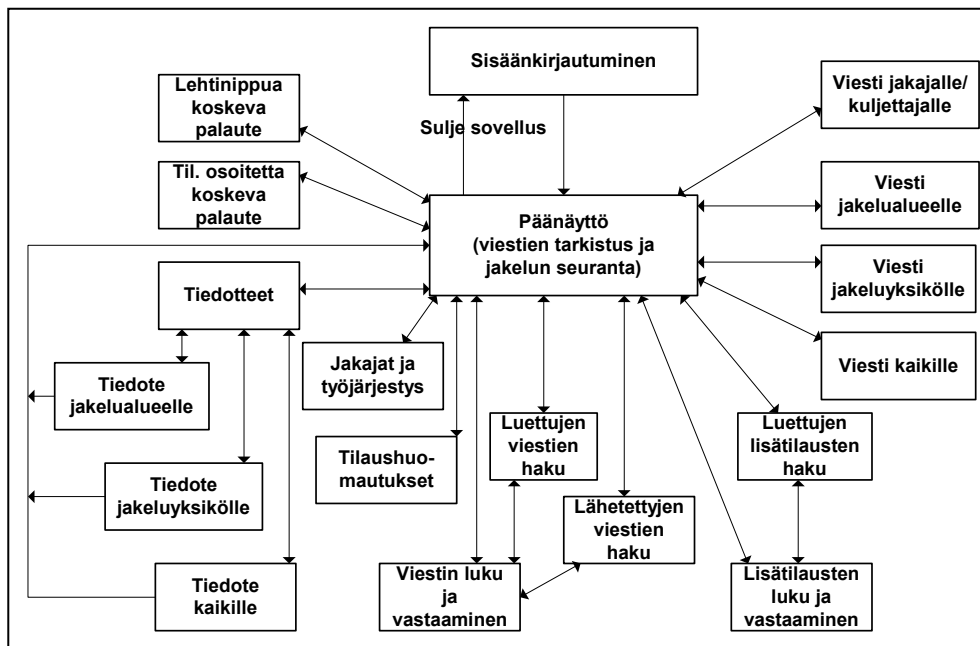 Sisäänkirjautuminen
Lehtinippua
koskeva
palaute
Viesti jakajalle/
kuljettajalle
Sulje sovellus
Til. osoitetta
koskeva
palaute
Viesti
jakelualueelle
Päänäyttö
(viestien tarkistus ja
jakelun seuranta)
Viesti
jakeluyksikölle
Tiedotteet
Viesti kaikille
Jakajat ja
työjärjestys
Tiedote
jakelualueelle
Luettujen
viestien
haku
Luettujen
lisätilausten
haku
Tilaushuo-
mautukset
Tiedote
jakeluyksikölle
Lähetettyjen
viestien
haku
Tiedote
kaikille
Viestin luku
ja
vastaaminen
Lisätilausten
luku ja
vastaaminen